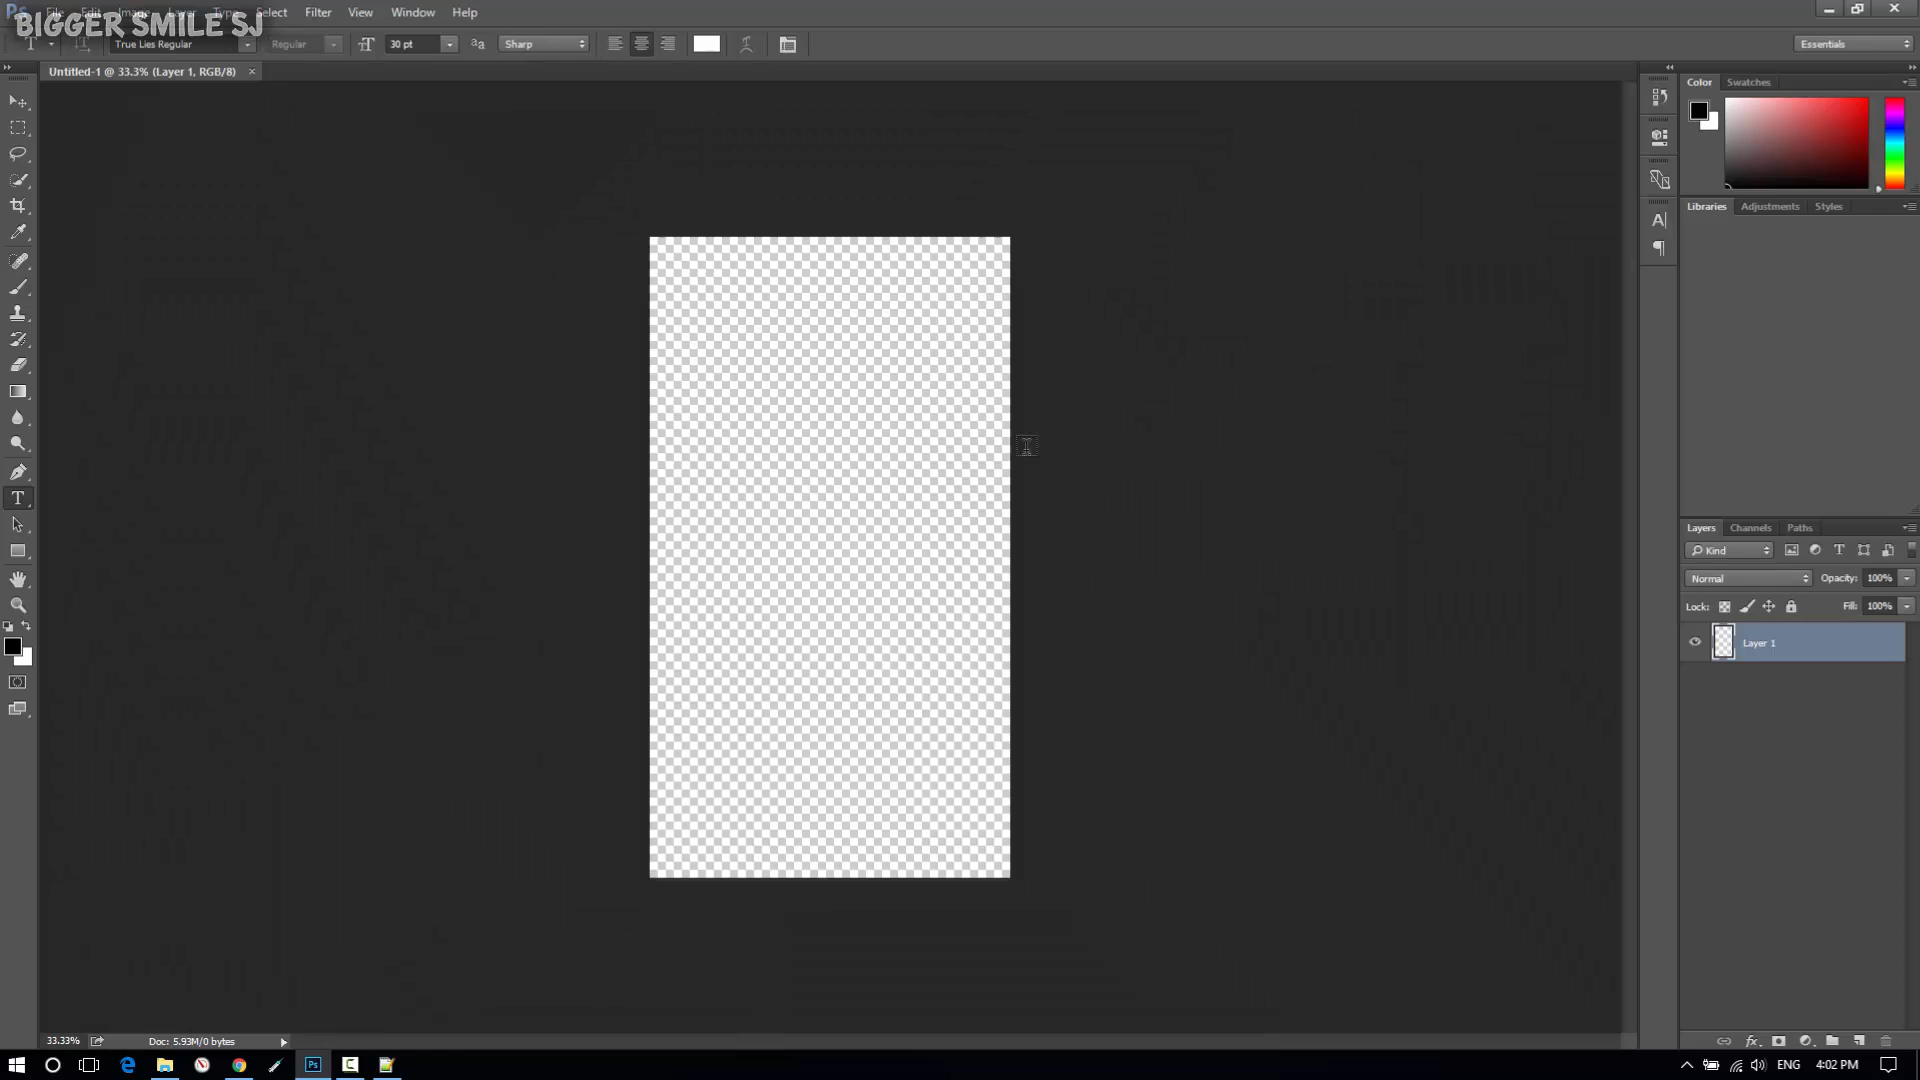 BIGGER SMILE SJ
File Edit Image Layer Type Select Filter View Window Help
True Lies Regular Regular 30 pt Sharp Essentials
Untitled-1 @ 33.3% (Layer 1, RGB/8)
Color Swatches
Libraries Adjustments Styles
Layers Channels Paths
Kind
Normal Opacity: 100%
Lock: Fill: 100%
Layer 1
33.33% Doc: 5.93M/0 bytes
ENG 4:02 PM